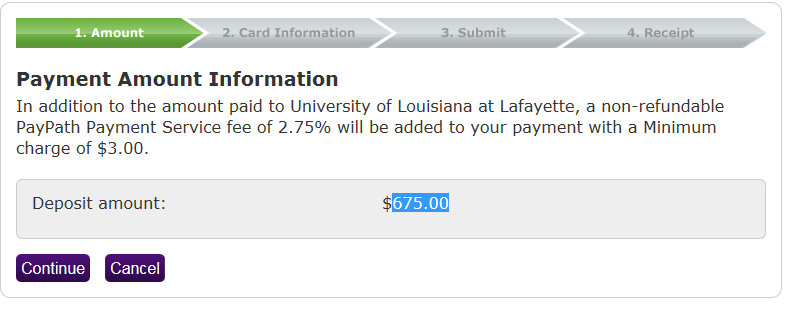 1. Amount 2. Card Information 3. Submit 4. Receipt
Payment Amount Information
In addition to the amount paid to University of Louisiana at Lafayette, a non-refundable
PayPath Payment Service fee of 2.75% will be added to your payment with a Minimum
charge of $3.00.
Deposit amount: $675.00
Continue Cancel